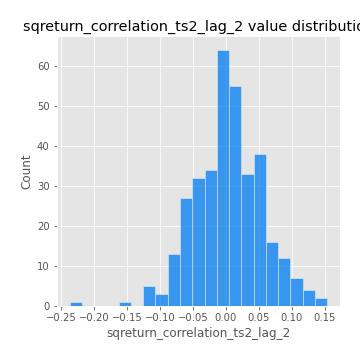 sqreturn_correlation_ts2_lag_2 value distributio
60
50
40
30
20
10
0
Count
−0.25 −0.20 −0.15 −0.10 −0.05 0.00 0.05 0.10 0.15
sqreturn_correlation_ts2_lag_2